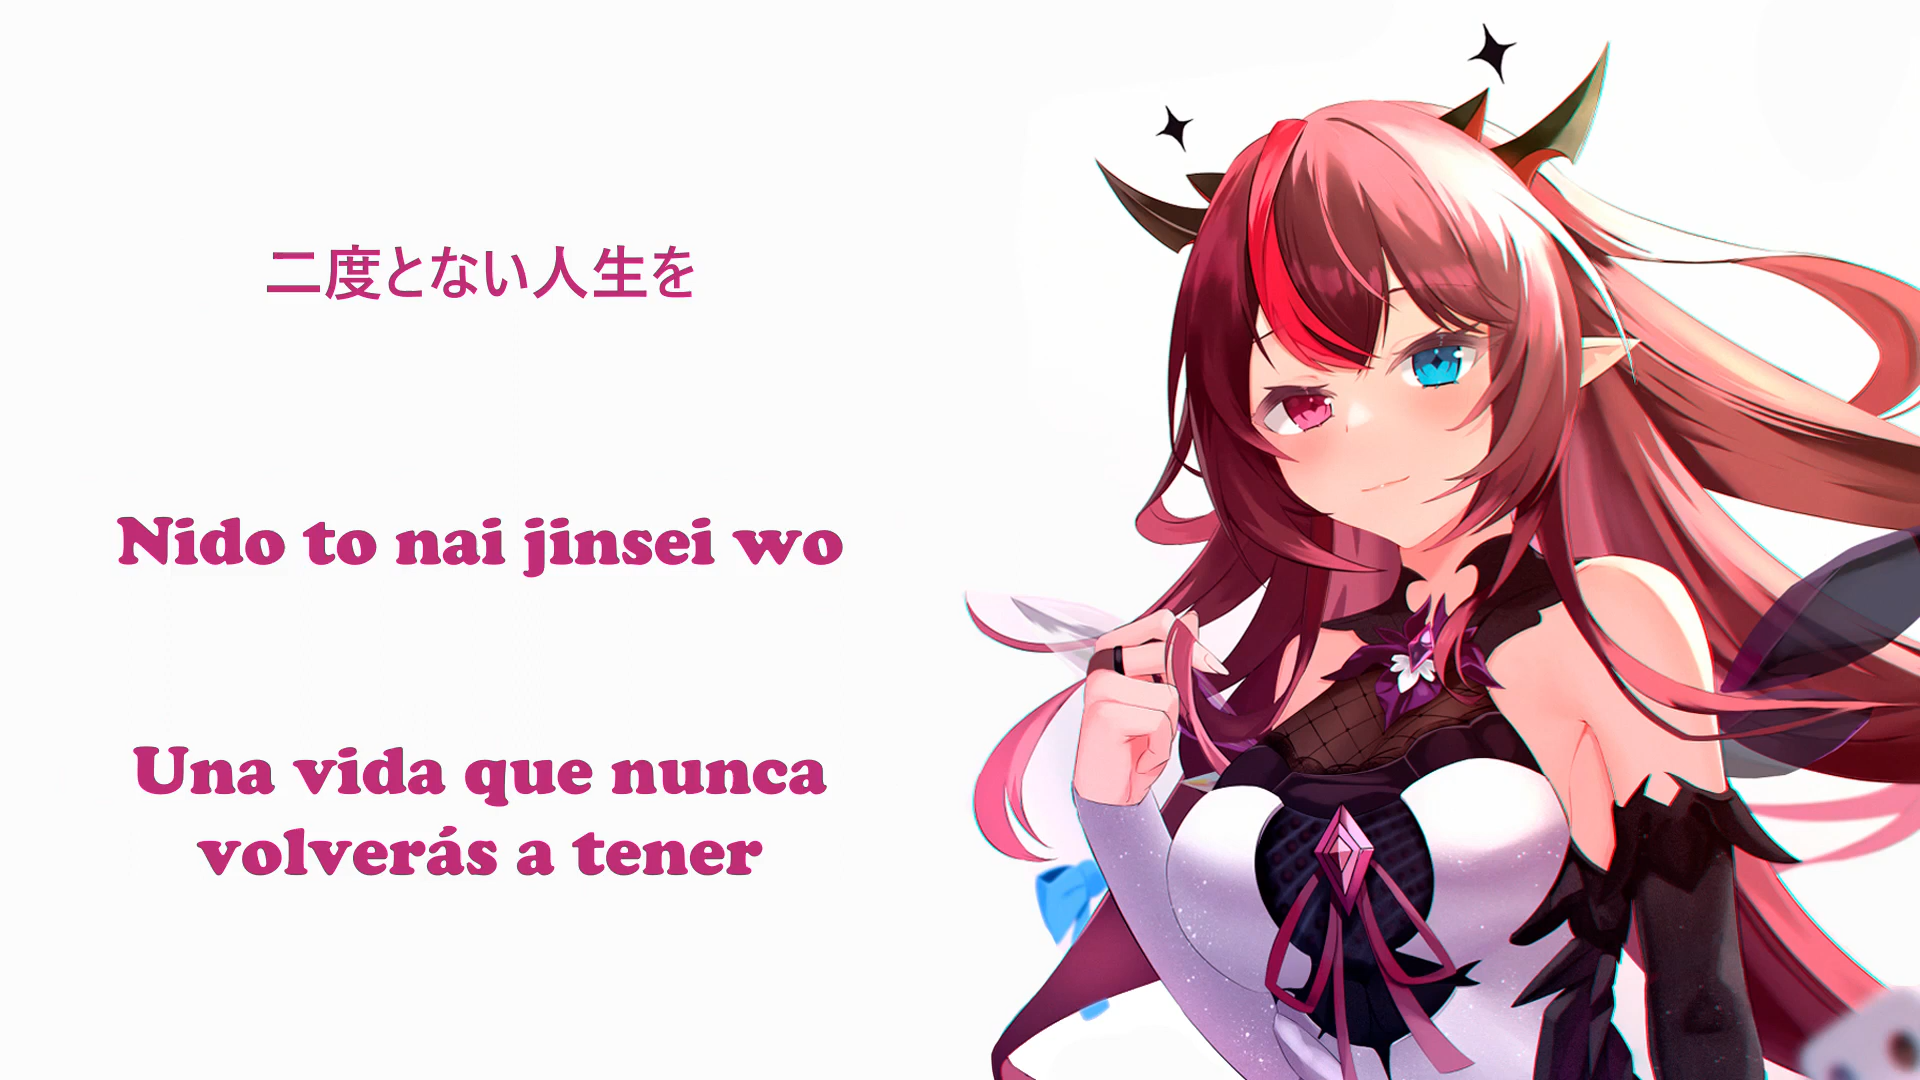 二度とない人生を
Nido to nai jinsei wo
Una vida que nunca
volverás a tener